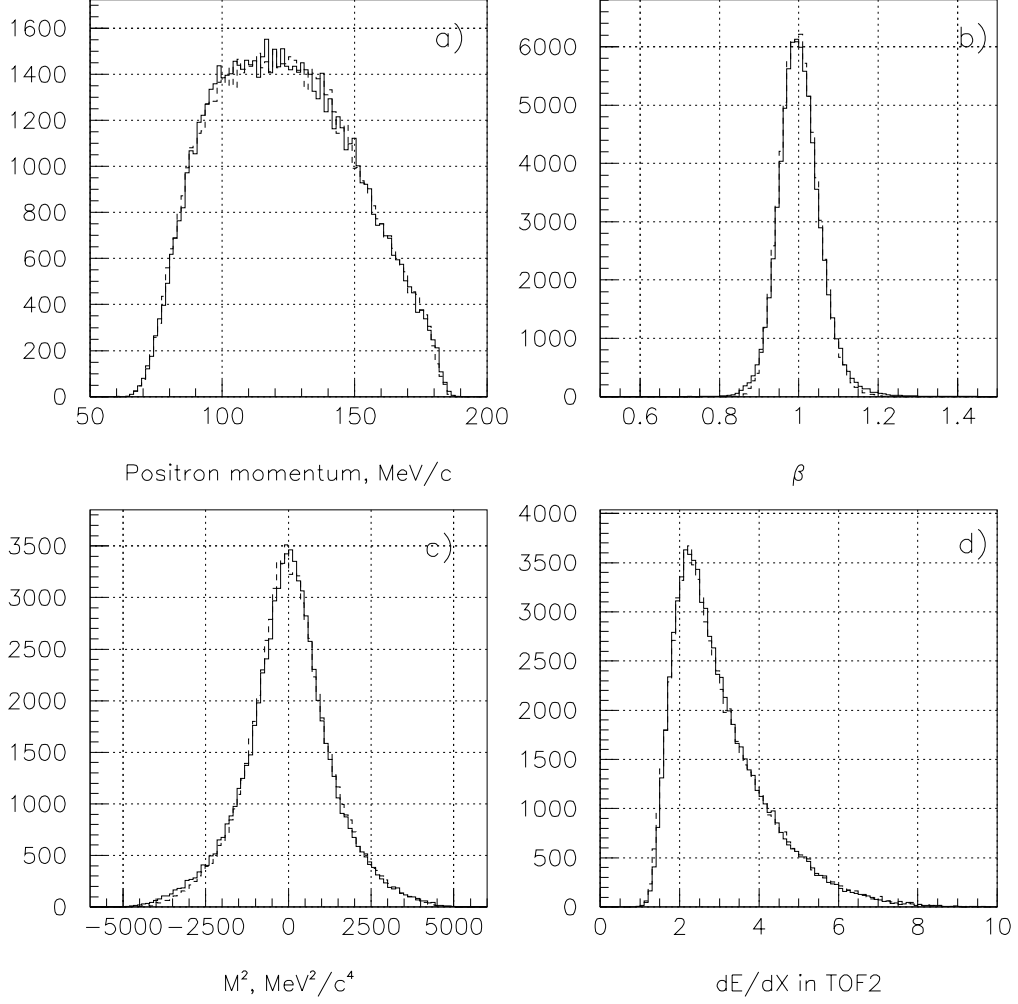 1600
1400
1200
1000
800
600
400
200
0
50 100 150 200
a)
Positron momentum, MeV/c
6000
5000
4000
3000
2000
1000
0
0.6 0.8 1 1.2 1.4
b)
β
3500
3000
2500
2000
1500
1000
500
0
−5000 −2500 0 2500 5000
c)
M², MeV²/c⁴
4000
3500
3000
2500
2000
1500
1000
500
0
0 2 4 6 8 10
d)
dE/dX in TOF2